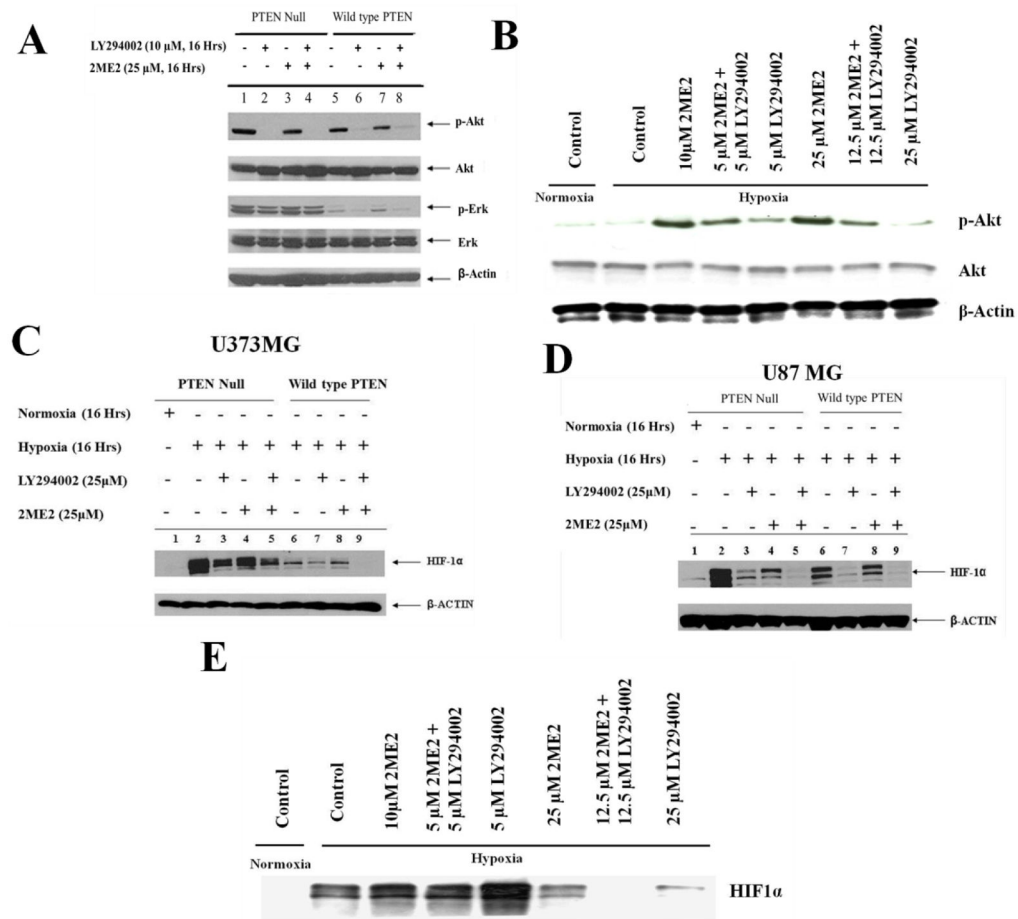 A
PTEN Null Wild type PTEN
LY294002 (10 µM, 16 Hrs) - + - + - + - +
2ME2 (25 µM, 16 Hrs) - - + + - - + +
1 2 3 4 5 6 7 8
p-Akt
Akt
p-Erk
Erk
β-Actin
B
Control
Control
10µM 2ME2
5 µM 2ME2 +
5 µM LY294002
5 µM LY294002
25 µM 2ME2
12.5 µM 2ME2 +
12.5 µM LY294002
25 µM LY294002
Normoxia Hypoxia
p-Akt
Akt
β-Actin
C
U373MG
PTEN Null Wild type PTEN
Normoxia (16 Hrs) + - - - - - - - -
Hypoxia (16 Hrs) - + + + + + + + +
LY294002 (25µM) - - + - + - + - +
2ME2 (25µM) - - - + + - - + +
1 2 3 4 5 6 7 8 9
HIF-1α
β-ACTIN
D
U87 MG
PTEN Null Wild type PTEN
Normoxia (16 Hrs) + - - - - - - - -
Hypoxia (16 Hrs) - + + + + + + + +
LY294002 (25µM) - - + - + - + - +
2ME2 (25µM) - - - + + - - + +
1 2 3 4 5 6 7 8 9
HIF-1α
β-ACTIN
E
Control
Control
10µM 2ME2
5 µM 2ME2 +
5 µM LY294002
5 µM LY294002
25 µM 2ME2
12.5 µM 2ME2 +
12.5 µM LY294002
25 µM LY294002
Normoxia Hypoxia
HIF1α